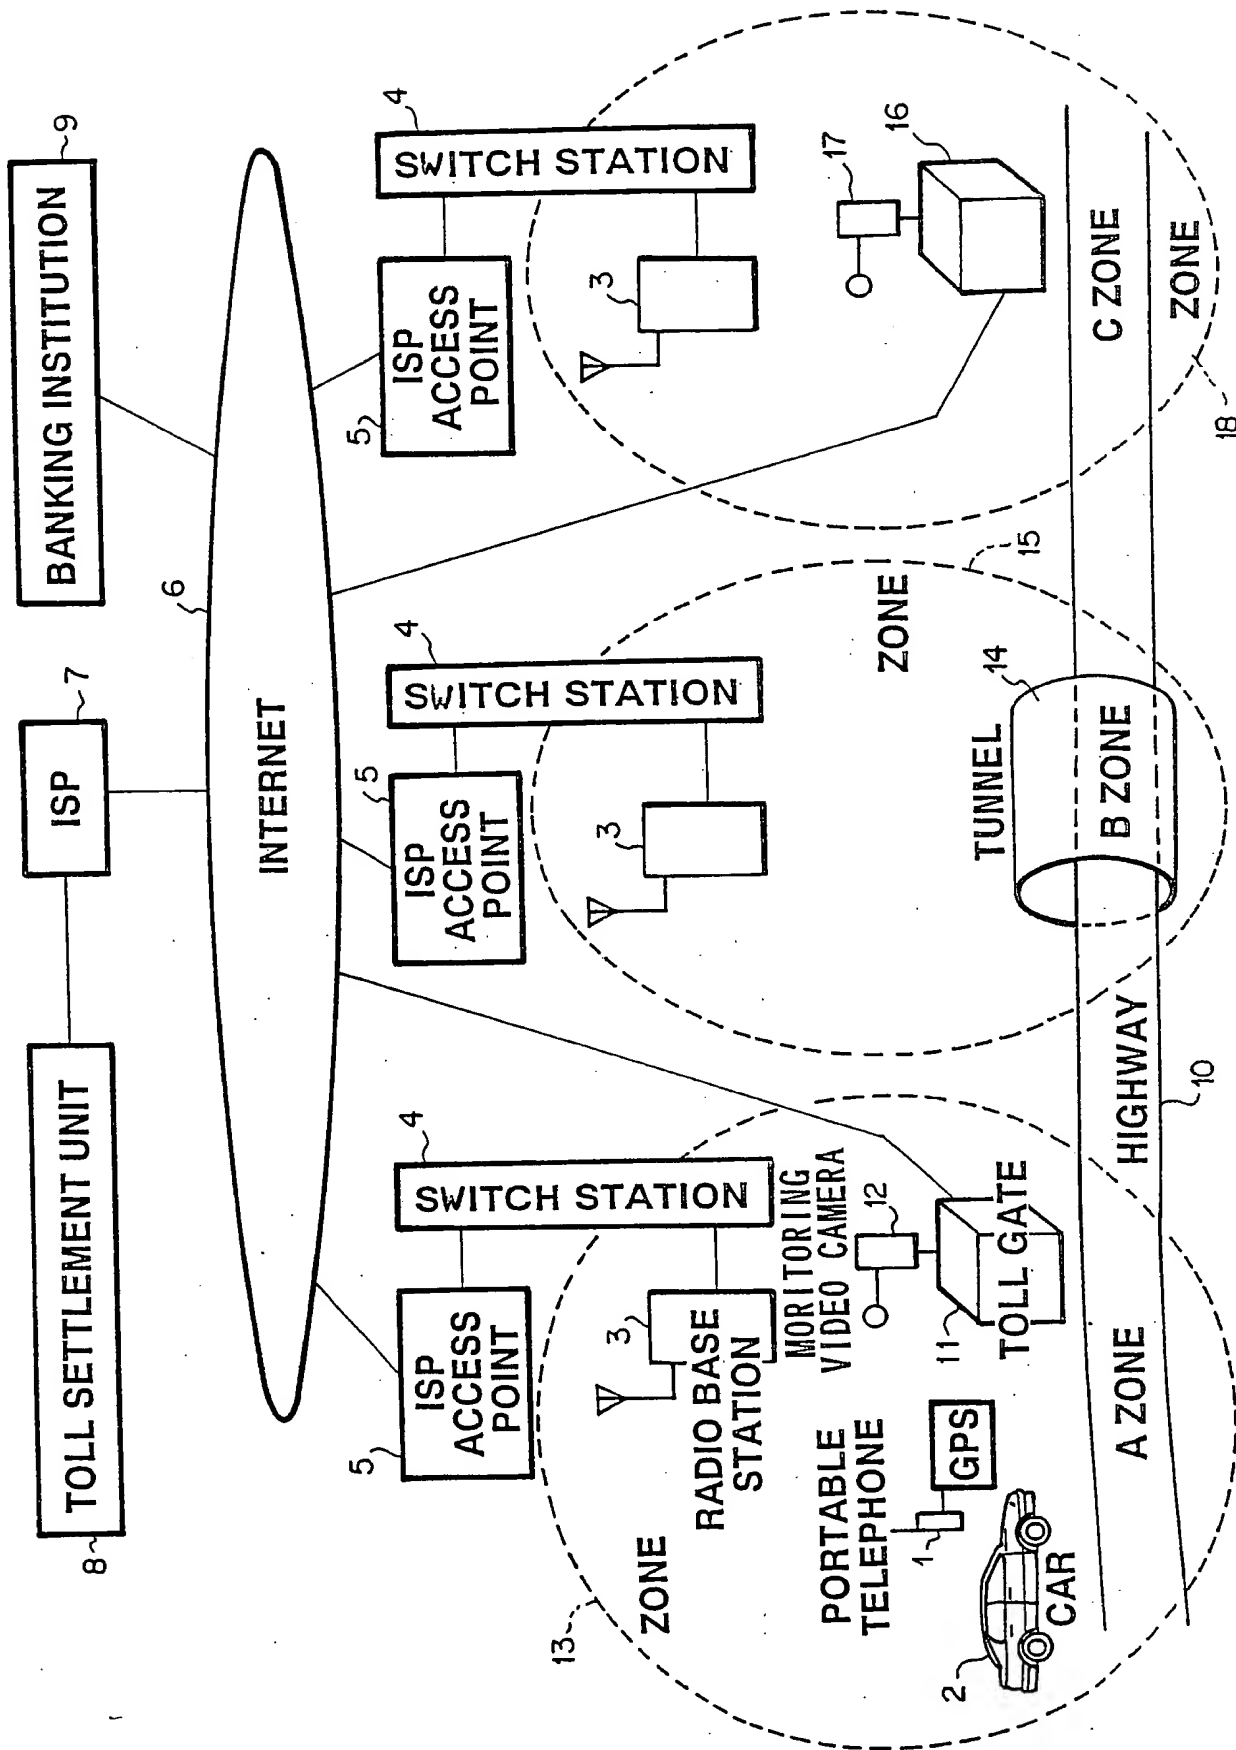 8
TOLL SETTLEMENT UNIT
ISP
7
BANKING INSTITUTION
9
INTERNET
6
5
ISP
ACCESS
POINT
4
SWITCH STATION
5
ISP
ACCESS
POINT
4
SWITCH STATION
5
ISP
ACCESS
POINT
4
SWITCH STATION
13
ZONE
3
RADIO BASE
STATION
3
3
MORITORING
VIDEO CAMERA
12
PORTABLE
TELEPHONE
1
GPS
2
CAR
11
TOLL GATE
A ZONE
HIGHWAY
10
ZONE
15
TUNNEL
14
B ZONE
17
16
C ZONE
ZONE
18